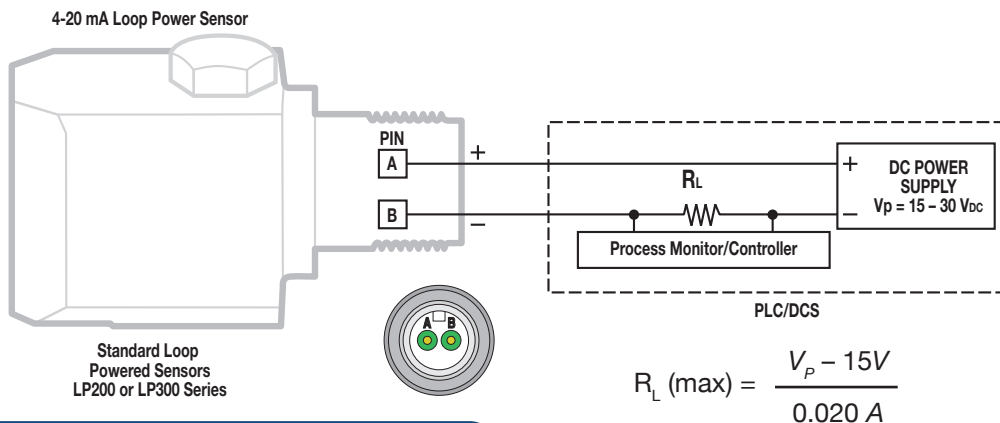 4-20 mA Loop Power Sensor
PIN
A
+
B
−
RL
+
−
DC POWER
SUPPLY
Vp = 15 – 30 VDC
Process Monitor/Controller
PLC/DCS
A B
Standard Loop
Powered Sensors
LP200 or LP300 Series
RL (max) = VP – 15V
0.020 A